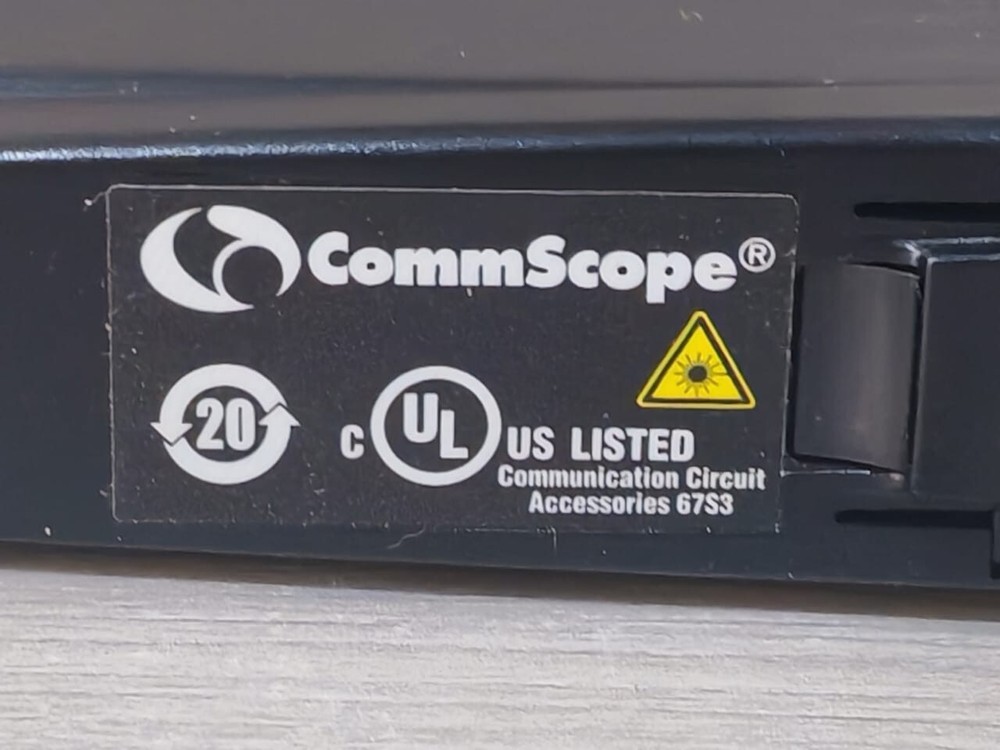 CommScope®
20
C UL US LISTED
Communication Circuit
Accessories 67S3